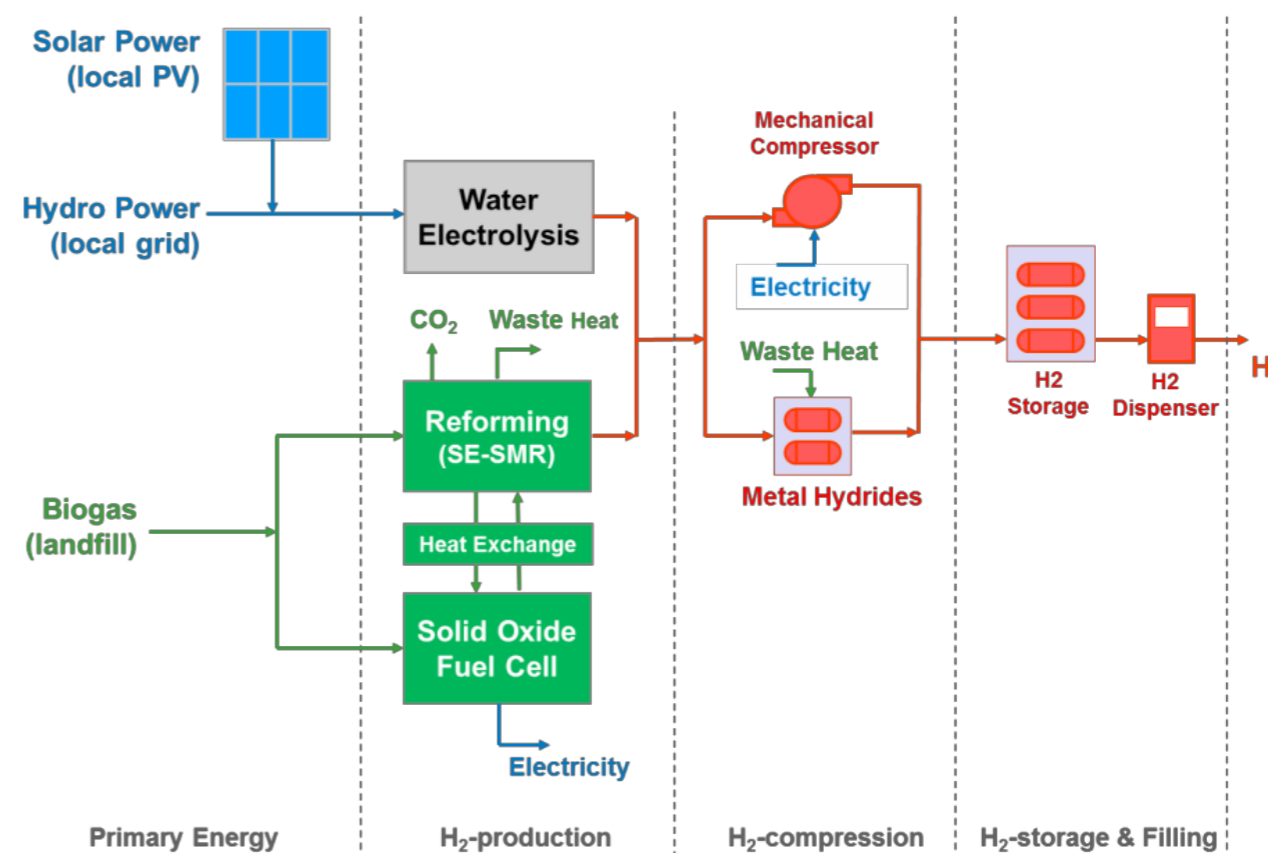 Solar Power
(local PV)
Hydro Power
(local grid)
Biogas
(landfill)
Water
Electrolysis
CO₂
Waste Heat
Reforming
(SE-SMR)
Heat Exchange
Solid Oxide
Fuel Cell
Electricity
Mechanical
Compressor
Electricity
Waste Heat
Metal Hydrides
H2
Storage
H2
Dispenser
H
Primary Energy
H₂-production
H₂-compression
H₂-storage & Filling